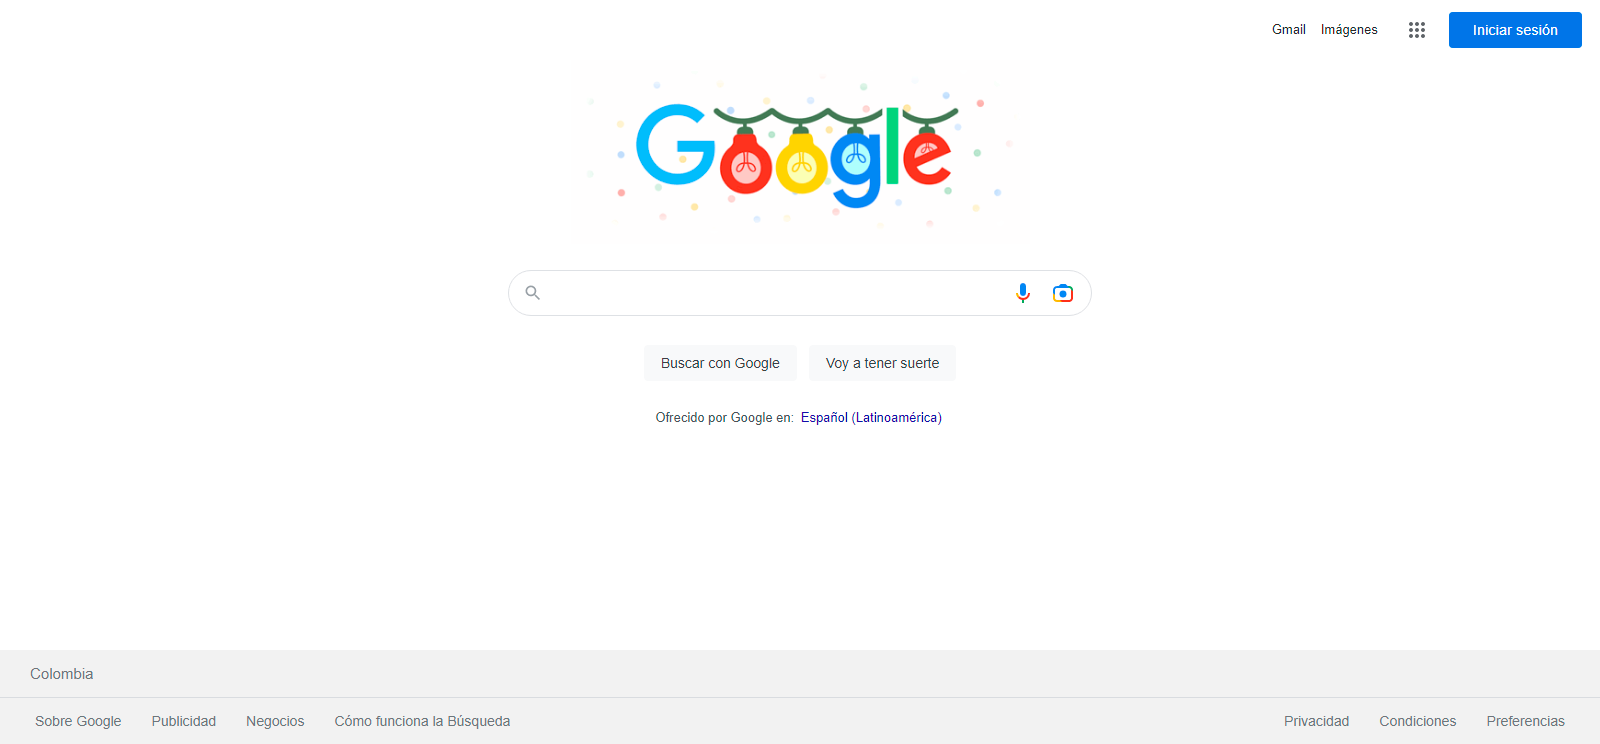 Gmail Imágenes Iniciar sesión
Google
Buscar con Google Voy a tener suerte
Ofrecido por Google en: Español (Latinoamérica)
Colombia
Sobre Google Publicidad Negocios Cómo funciona la Búsqueda Privacidad Condiciones Preferencias